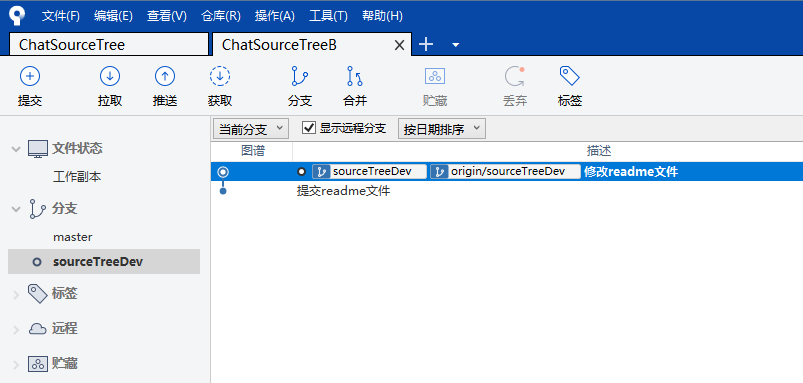 文件(F) 编辑(E) 查看(V) 仓库(R) 操作(A) 工具(T) 帮助(H)
ChatSourceTree ChatSourceTreeB
提交 拉取 推送 获取 分支 合并 贮藏 丢弃 标签
当前分支 显示远程分支 按日期排序
文件状态
工作副本
分支
master
sourceTreeDev
标签
远程
贮藏
图谱 描述
sourceTreeDev origin/sourceTreeDev 修改readme文件
提交readme文件